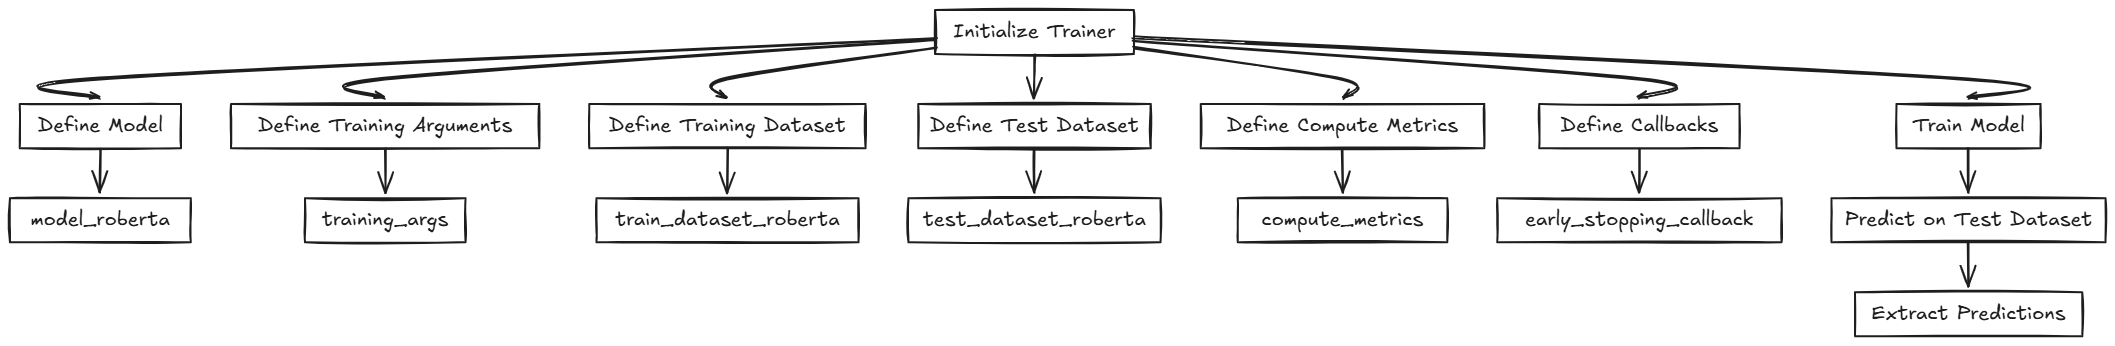 Initialize Trainer
Define Model
Define Training Arguments
Define Training Dataset
Define Test Dataset
Define Compute Metrics
Define Callbacks
Train Model
model_roberta
training_args
train_dataset_roberta
test_dataset_roberta
compute_metrics
early_stopping_callback
Predict on Test Dataset
Extract Predictions